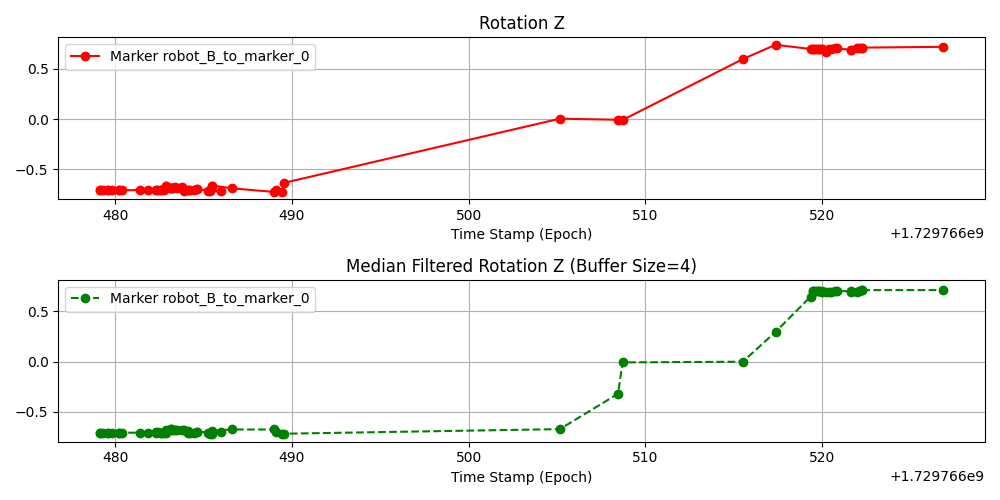 Rotation Z
Marker robot_B_to_marker_0
0.5
0.0
−0.5
480 490 500 510 520
Time Stamp (Epoch)
+1.729766e9
Median Filtered Rotation Z (Buffer Size=4)
Marker robot_B_to_marker_0
0.5
0.0
−0.5
480 490 500 510 520
Time Stamp (Epoch)
+1.729766e9